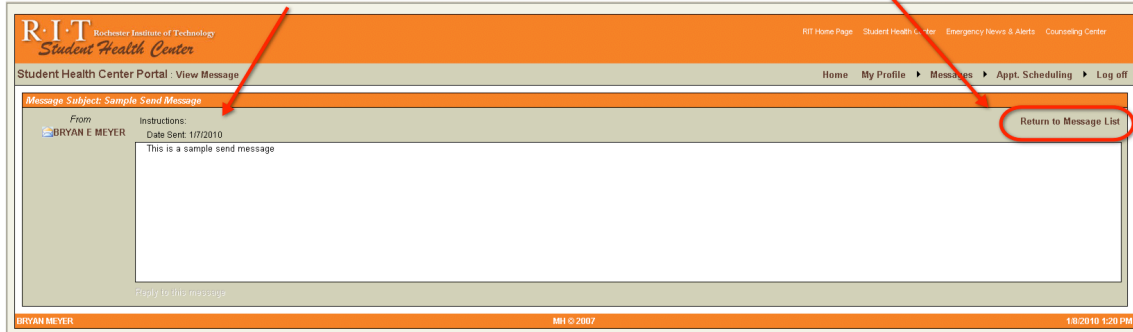 R·I·T Rochester Institute of Technology
Student Health Center
RIT Home Page Student Health Center Emergency News & Alerts Counseling Center
Student Health Center Portal : View Message
Home My Profile Messages Appt. Scheduling Log off
Message Subject: Sample Send Message
From
BRYAN E MEYER
Instructions:
Date Sent: 1/7/2010
Return to Message List
This is a sample send message
Reply to this message
BRYAN MEYER MH © 2007 1/8/2010 1:20 PM